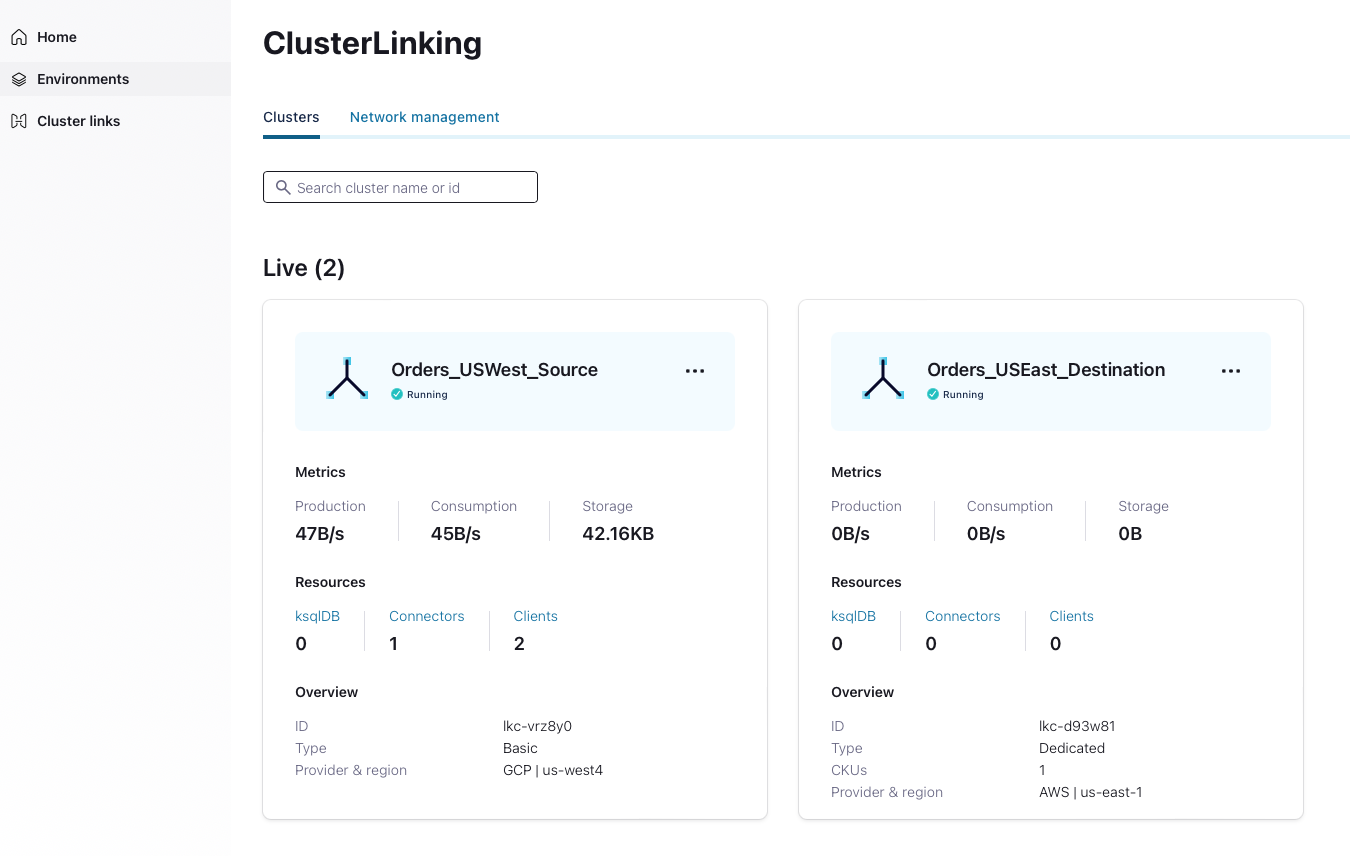 Home
Environments
Cluster links
ClusterLinking
Clusters Network management
Search cluster name or id
Live (2)
Orders_USWest_Source
Running
Metrics
Production Consumption Storage
47B/s 45B/s 42.16KB
Resources
ksqlDB Connectors Clients
0 1 2
Overview
ID lkc-vrz8y0
Type Basic
Provider & region GCP | us-west4
Orders_USEast_Destination
Running
Metrics
Production Consumption Storage
0B/s 0B/s 0B
Resources
ksqlDB Connectors Clients
0 0 0
Overview
ID lkc-d93w81
Type Dedicated
CKUs 1
Provider & region AWS | us-east-1